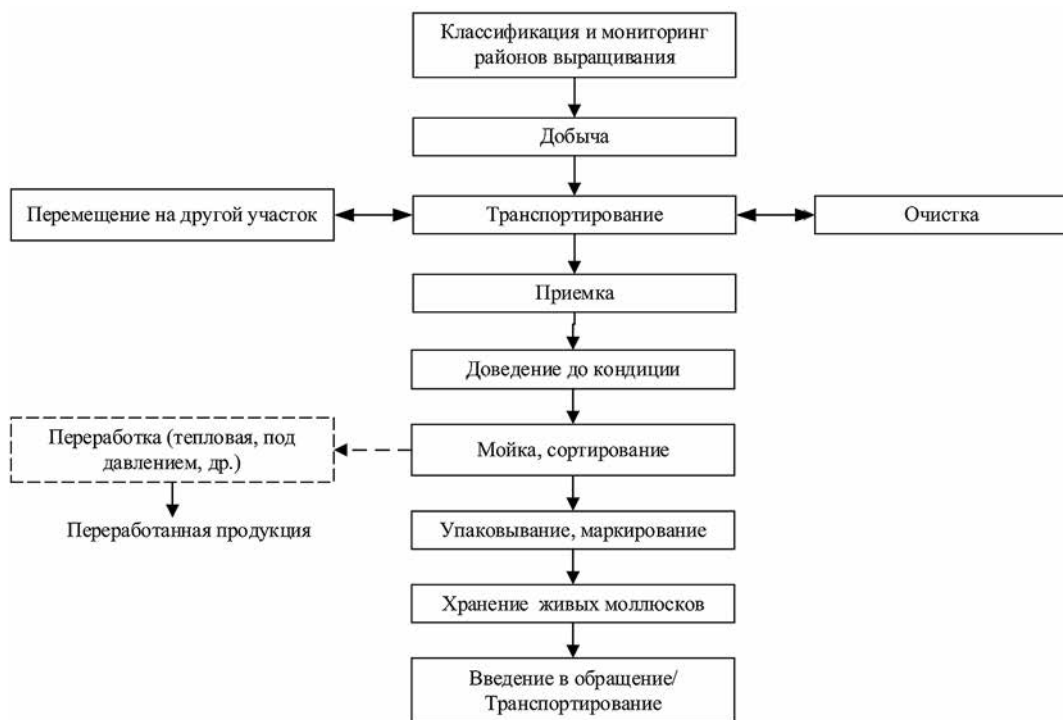 Классификация и мониторинг
районов выращивания
Добыча
Перемещение на другой участок
Транспортирование
Очистка
Приемка
Доведение до кондиции
Переработка (тепловая, под
давлением, др.)
Мойка, сортирование
Переработанная продукция
Упаковывание, маркирование
Хранение живых моллюсков
Введение в обращение/
Транспортирование